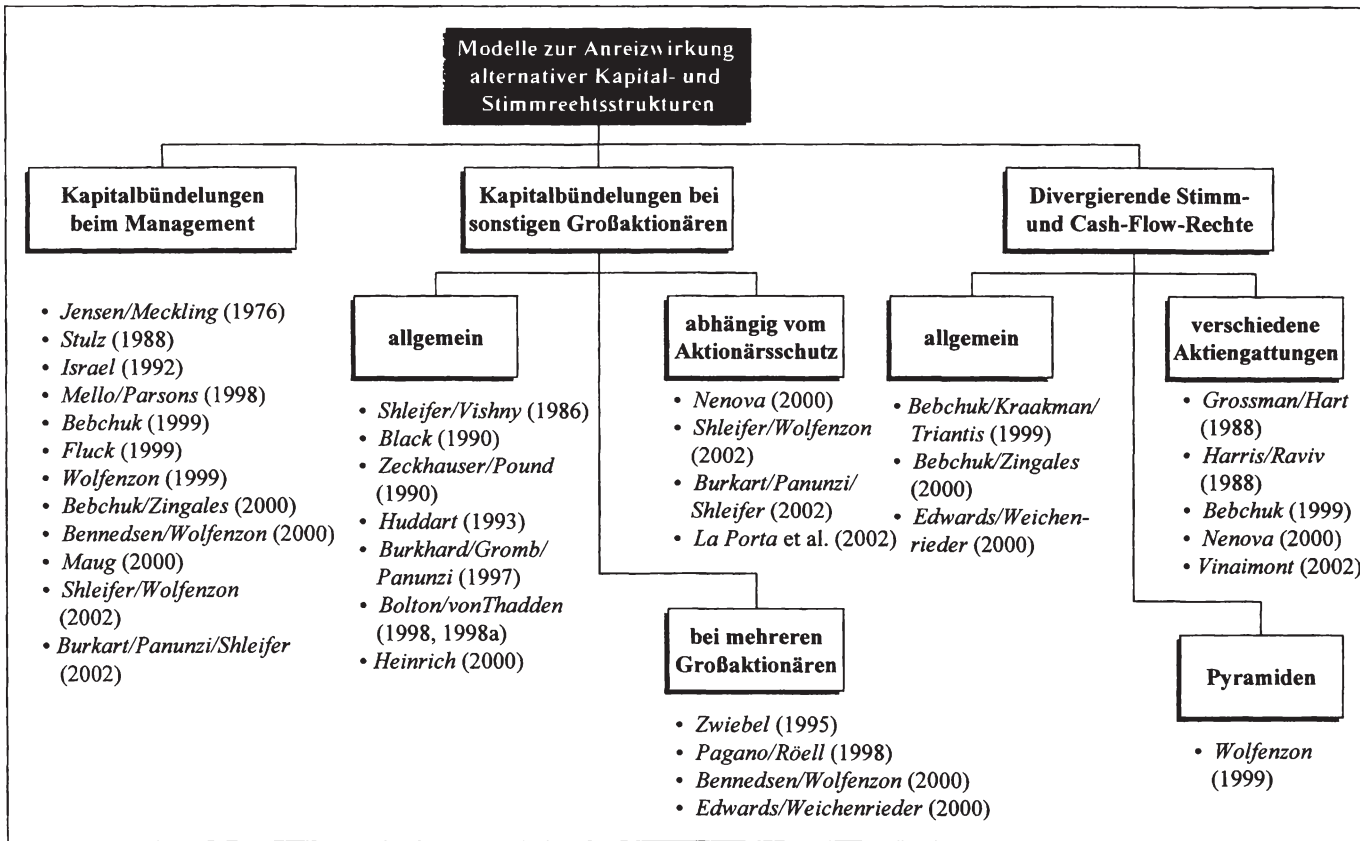 Modelle zur Anreizwirkung
alternativer Kapital- und
Stimmrechtsstrukturen
Kapitalbündelungen
beim Management
• Jensen/Meckling (1976)
• Stulz (1988)
• Israel (1992)
• Mello/Parsons (1998)
• Bebchuk (1999)
• Fluck (1999)
• Wolfenzon (1999)
• Bebchuk/Zingales (2000)
• Bennedsen/Wolfenzon (2000)
• Maug (2000)
• Shleifer/Wolfenzon
(2002)
• Burkart/Panunzi/Shleifer
(2002)
Kapitalbündelungen bei
sonstigen Großaktionären
allgemein
• Shleifer/Vishny (1986)
• Black (1990)
• Zeckhauser/Pound
(1990)
• Huddart (1993)
• Burkhard/Gromb/
Panunzi (1997)
• Bolton/vonThadden
(1998, 1998a)
• Heinrich (2000)
abhängig vom
Aktionärsschutz
• Nenova (2000)
• Shleifer/Wolfenzon
(2002)
• Burkart/Panunzi/
Shleifer (2002)
• La Porta et al. (2002)
bei mehreren
Großaktionären
• Zwiebel (1995)
• Pagano/Röell (1998)
• Bennedsen/Wolfenzon (2000)
• Edwards/Weichenrieder (2000)
Divergierende Stimm-
und Cash-Flow-Rechte
allgemein
• Bebchuk/Kraakman/
Triantis (1999)
• Bebchuk/Zingales
(2000)
• Edwards/Weichen-
rieder (2000)
verschiedene
Aktiengattungen
• Grossman/Hart
(1988)
• Harris/Raviv
(1988)
• Bebchuk (1999)
• Nenova (2000)
• Vinaimont (2002)
Pyramiden
• Wolfenzon
(1999)